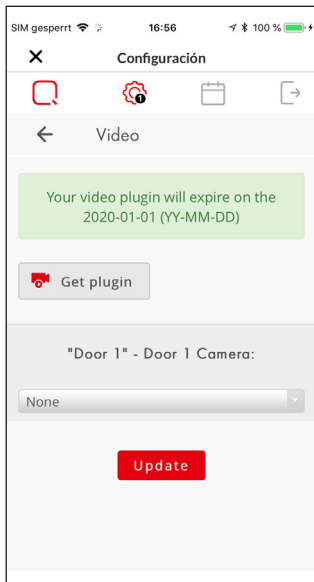 SIM gesperrt 16:56 100 %
Configuración
1
Video
Your video plugin will expire on the
2020-01-01 (YY-MM-DD)
Get plugin
"Door 1" - Door 1 Camera:
None
Update